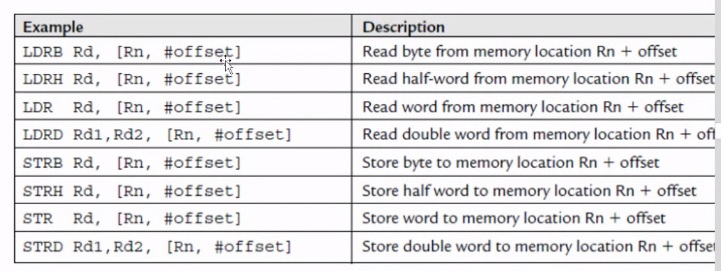 Example Description
LDRB Rd, [Rn, #offset] Read byte from memory location Rn + offset
LDRH Rd, [Rn, #offset] Read half-word from memory location Rn + offset
LDR Rd, [Rn, #offset] Read word from memory location Rn + offset
LDRD Rd1,Rd2, [Rn, #offset] Read double word from memory location Rn + off
STRB Rd, [Rn, #offset] Store byte to memory location Rn + offset
STRH Rd, [Rn, #offset] Store half word to memory location Rn + offset
STR Rd, [Rn, #offset] Store word to memory location Rn + offset
STRD Rd1,Rd2, [Rn, #offset] Store double word to memory location Rn + offset